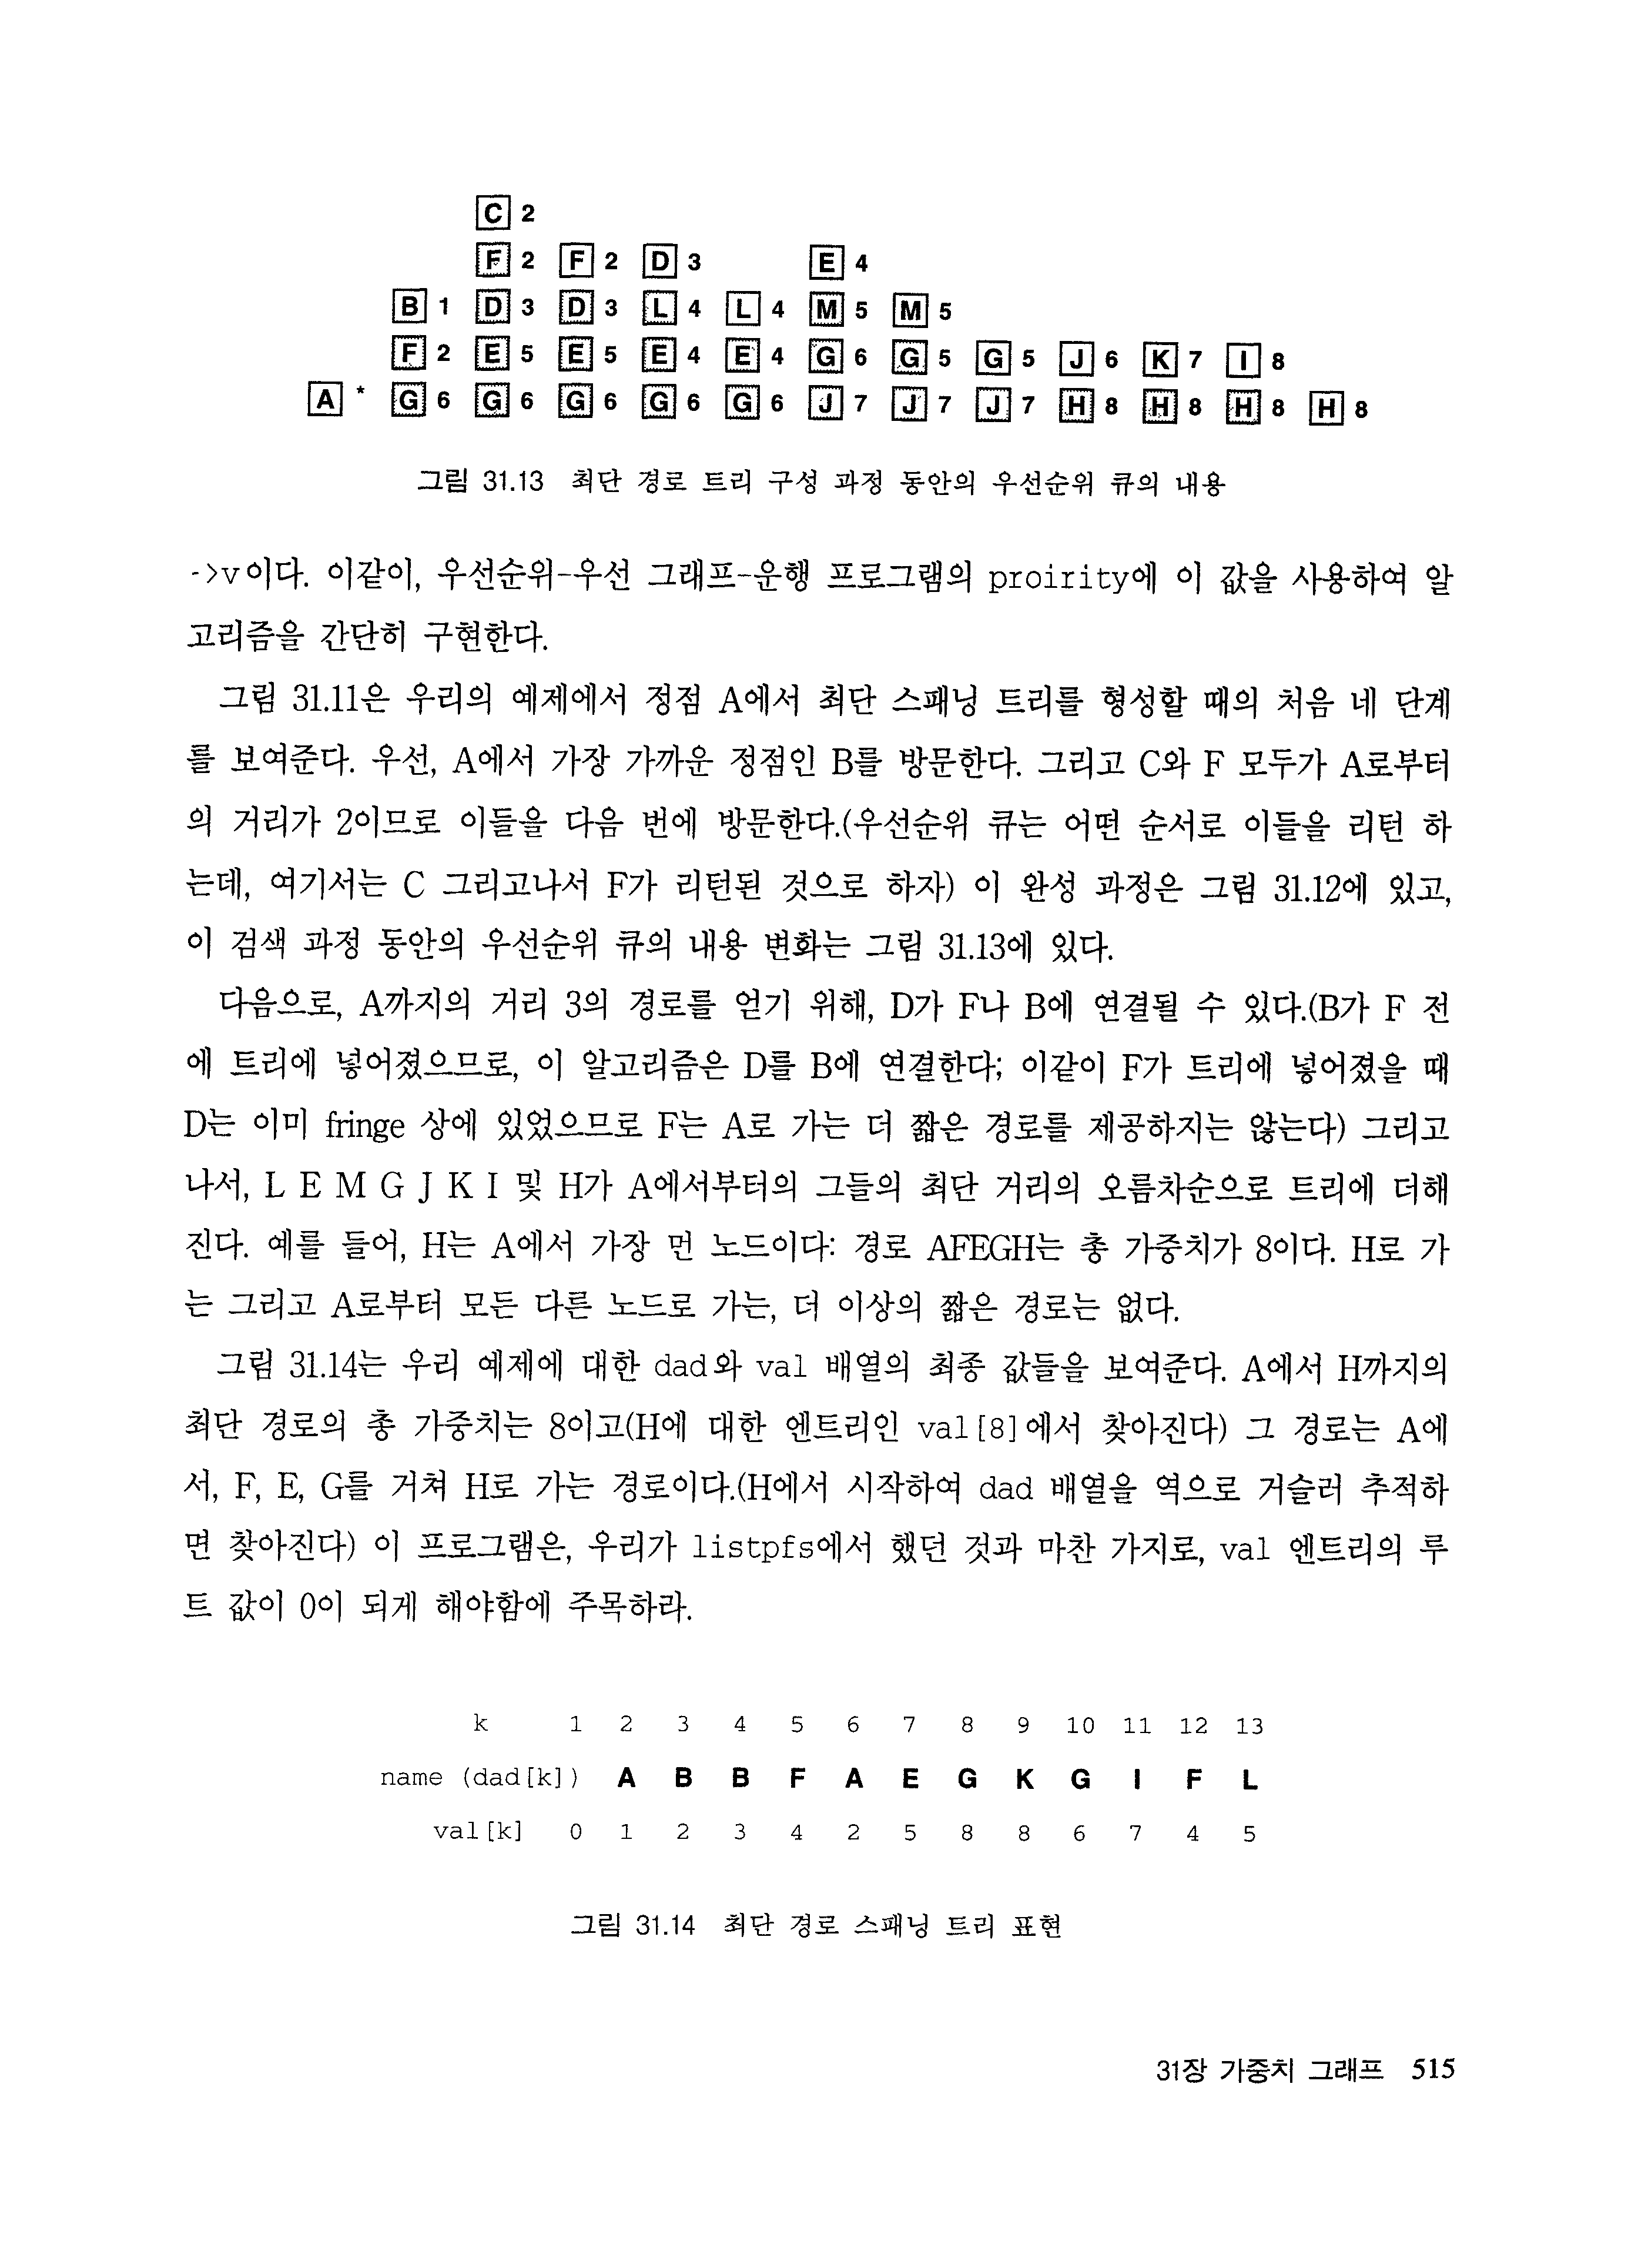 C 2
F 2 F 2 D 3 E 4
B 1 D 3 D 3 L 4 L 4 M 5 M 5
F 2 E 5 E 5 E 4 E 4 G 6 G 5 G 5 J 6 K 7 I 8
A * G 6 G 6 G 6 G 6 G 6 J 7 J 7 J 7 H 8 H 8 H 8 H 8
그림 31.13 최단 경로 트리 구성 과정 동안의 우선순위 큐의 내용
->v이다. 이같이, 우선순위-우선 그래프-운행 프로그램의 proirity에 이 값을 사용하여 알
고리즘을 간단히 구현한다.
그림 31.11은 우리의 예제에서 정점 A에서 최단 스패닝 트리를 형성할 때의 처음 네 단계
를 보여준다. 우선, A에서 가장 가까운 정점인 B를 방문한다. 그리고 C와 F 모두가 A로부터
의 거리가 2이므로 이들을 다음 번에 방문한다.(우선순위 큐는 어떤 순서로 이들을 리턴 하
는데, 여기서는 C 그리고나서 F가 리턴된 것으로 하자) 이 완성 과정은 그림 31.12에 있고,
이 검색 과정 동안의 우선순위 큐의 내용 변화는 그림 31.13에 있다.
다음으로, A까지의 거리 3의 경로를 얻기 위해, D가 F나 B에 연결될 수 있다.(B가 F 전
에 트리에 넣어졌으므로, 이 알고리즘은 D를 B에 연결한다; 이같이 F가 트리에 넣어졌을 때
D는 이미 fringe 상에 있었으므로 F는 A로 가는 더 짧은 경로를 제공하지는 않는다) 그리고
나서, L E M G J K I 및 H가 A에서부터의 그들의 최단 거리의 오름차순으로 트리에 더해
진다. 예를 들어, H는 A에서 가장 먼 노드이다: 경로 AFEGH는 총 가중치가 8이다. H로 가
는 그리고 A로부터 모든 다른 노드로 가는, 더 이상의 짧은 경로는 없다.
그림 31.14는 우리 예제에 대한 dad와 val 배열의 최종 값들을 보여준다. A에서 H까지의
최단 경로의 총 가중치는 8이고(H에 대한 엔트리인 val[8]에서 찾아진다) 그 경로는 A에
서, F, E, G를 거쳐 H로 가는 경로이다.(H에서 시작하여 dad 배열을 역으로 거슬러 추적하
면 찾아진다) 이 프로그램은, 우리가 listpfs에서 했던 것과 마찬 가지로, val 엔트리의 루
트 값이 0이 되게 해야함에 주목하라.
k 1 2 3 4 5 6 7 8 9 10 11 12 13
name (dad[k]) A B B F A E G K G I F L
val[k] 0 1 2 3 4 2 5 8 8 6 7 4 5
그림 31.14 최단 경로 스패닝 트리 표현
31장 가중치 그래프 515